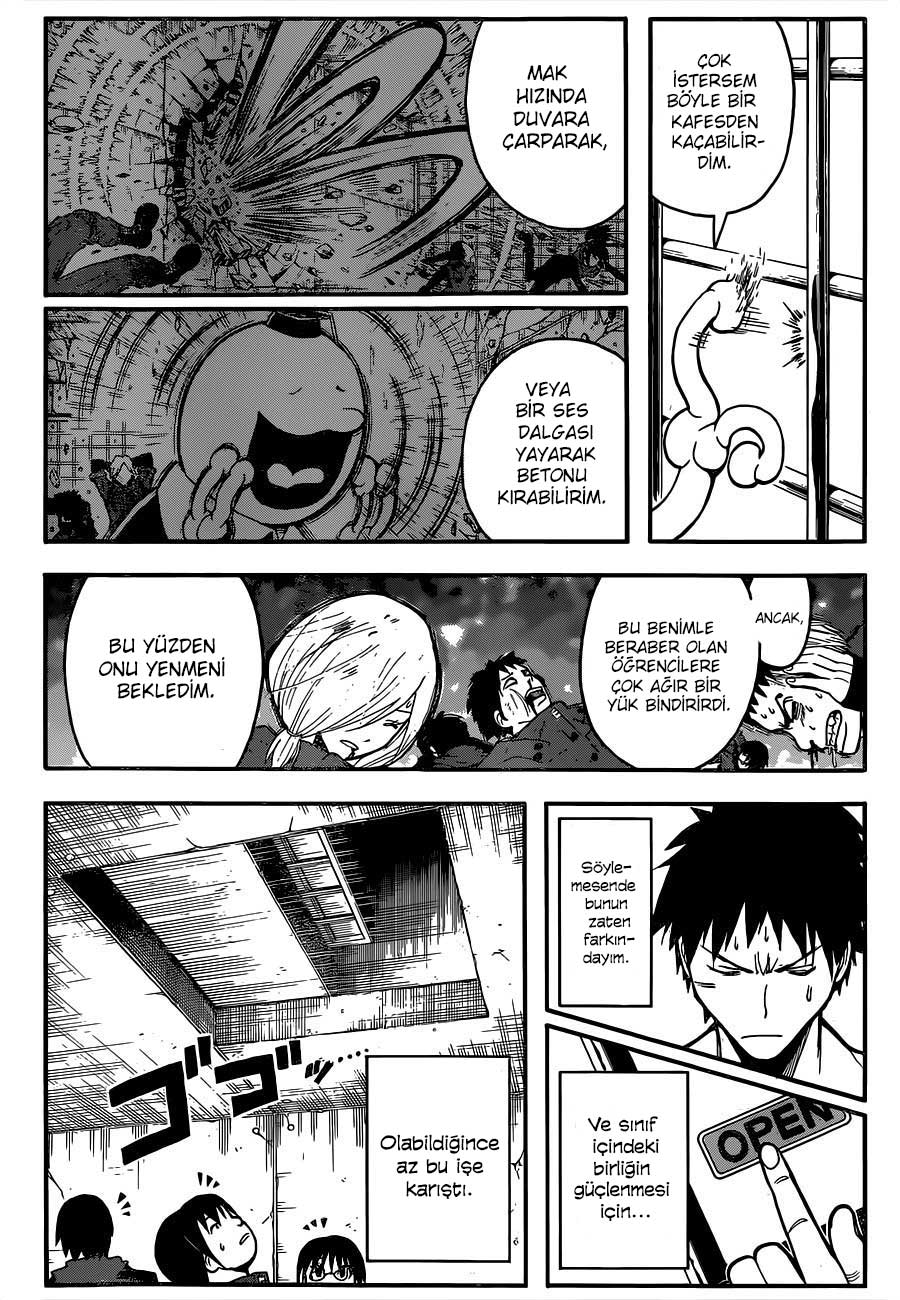 ÇOK
İSTERSEM
BÖYLE BİR
KAFESDEN
KAÇABİLİR-
DİM.
MAK
HIZINDA
DUVARA
ÇARPARAK,
VEYA
BİR SES
DALGASI
YAYARAK
BETONU
KIRABİLİRİM.
ANCAK,
BU BENİMLE
BERABER OLAN
ÖĞRENCİLERE
ÇOK AĞIR BİR
YÜK BİNDİRİRDİ.
BU YÜZDEN
ONU YENMENİ
BEKLEDİM.
Söyle-
mesende
bunun
zaten
farkın-
dayım.
OPEN
Ve sınıf
içindeki
birliğin
güçlenmesi
için...
Olabildiğince
az bu işe
karıştı.
ゴゴゴ...